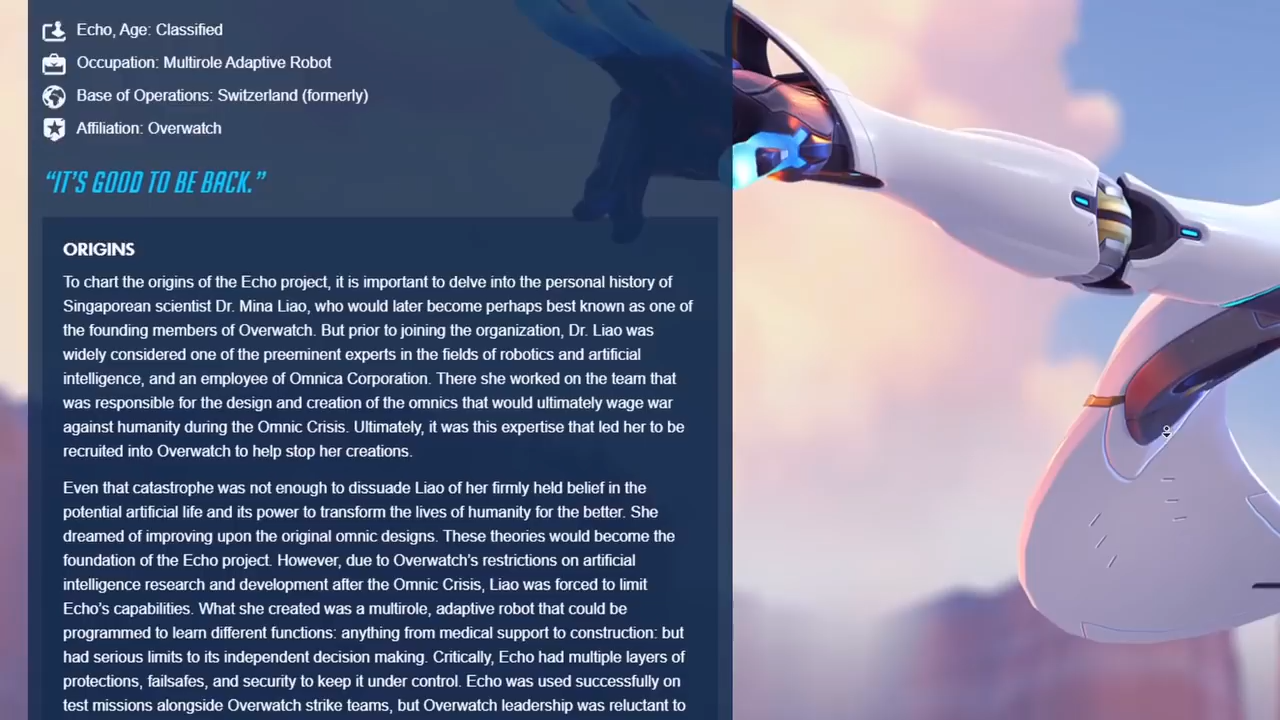 Echo, Age: Classified
Occupation: Multirole Adaptive Robot
Base of Operations: Switzerland (formerly)
Affiliation: Overwatch
“IT’S GOOD TO BE BACK.”
ORIGINS
To chart the origins of the Echo project, it is important to delve into the personal history of
Singaporean scientist Dr. Mina Liao, who would later become perhaps best known as one of
the founding members of Overwatch. But prior to joining the organization, Dr. Liao was
widely considered one of the preeminent experts in the fields of robotics and artificial
intelligence, and an employee of Omnica Corporation. There she worked on the team that
was responsible for the design and creation of the omnics that would ultimately wage war
against humanity during the Omnic Crisis. Ultimately, it was this expertise that led her to be
recruited into Overwatch to help stop her creations.
Even that catastrophe was not enough to dissuade Liao of her firmly held belief in the
potential artificial life and its power to transform the lives of humanity for the better. She
dreamed of improving upon the original omnic designs. These theories would become the
foundation of the Echo project. However, due to Overwatch’s restrictions on artificial
intelligence research and development after the Omnic Crisis, Liao was forced to limit
Echo’s capabilities. What she created was a multirole, adaptive robot that could be
programmed to learn different functions: anything from medical support to construction: but
had serious limits to its independent decision making. Critically, Echo had multiple layers of
protections, failsafes, and security to keep it under control. Echo was used successfully on
test missions alongside Overwatch strike teams, but Overwatch leadership was reluctant to